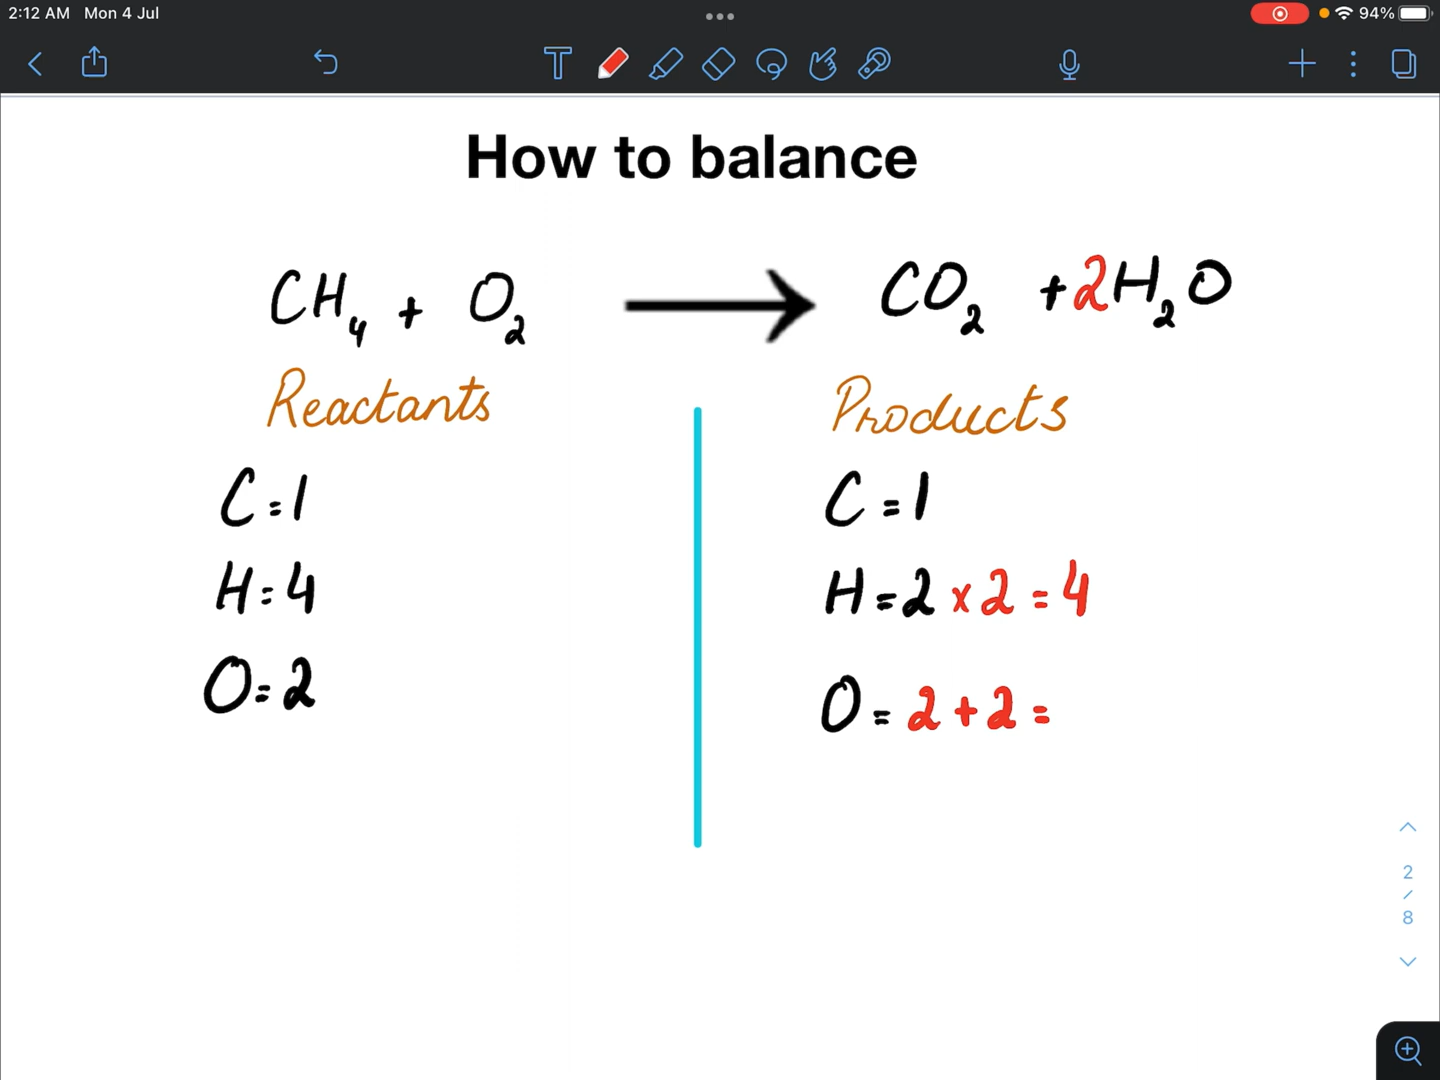 2:12 AM Mon 4 Jul
94%
T
How to balance
CH₄ + O₂ → CO₂ + 2H₂O
Reactants
Products
C = 1
C = 1
H = 4
H = 2 × 2 = 4
O = 2
O = 2 + 2 =
2
/
8